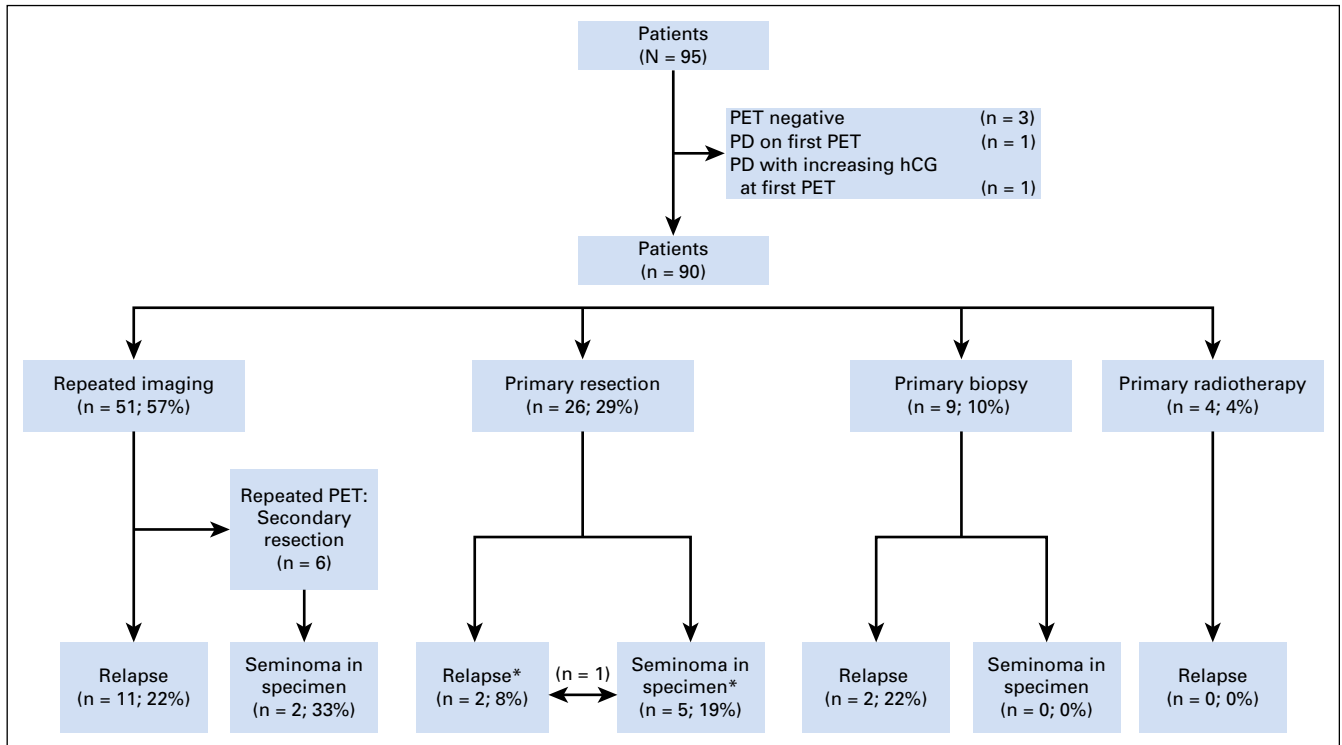 Patients
(N = 95)
PET negative (n = 3)
PD on first PET (n = 1)
PD with increasing hCG
at first PET (n = 1)
Patients
(n = 90)
Repeated imaging
(n = 51; 57%)
Primary resection
(n = 26; 29%)
Primary biopsy
(n = 9; 10%)
Primary radiotherapy
(n = 4; 4%)
Repeated PET:
Secondary
resection
(n = 6)
Relapse
(n = 11; 22%)
Seminoma in
specimen
(n = 2; 33%)
Relapse*
(n = 2; 8%)
(n = 1)
Seminoma in
specimen*
(n = 5; 19%)
Relapse
(n = 2; 22%)
Seminoma in
specimen
(n = 0; 0%)
Relapse
(n = 0; 0%)